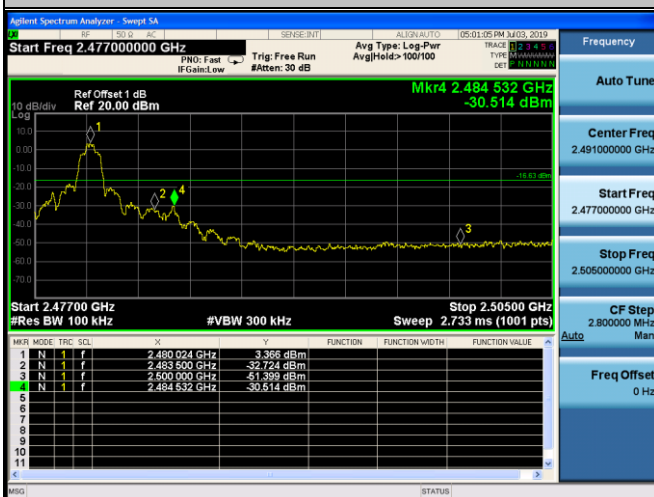 Agilent Spectrum Analyzer - Swept SA
RF 50 Ω AC SENSE:INT ALIGN AUTO 05:01:05 PM Jul 03, 2019
Start Freq 2.477000000 GHz
PNO: Fast
IFGain:Low
Trig: Free Run
#Atten: 30 dB
Avg Type: Log-Pwr
Avg|Hold:> 100/100
TRACE 1 2 3 4 5 6
TYPE
DET P N N N N N
Ref Offset 1 dB
10 dB/div Ref 20.00 dBm
Log
Mkr4 2.484 532 GHz
-30.514 dBm
10.0
0.00
-10.0
-20.0
-30.0
-40.0
-50.0
-60.0
-70.0
1
2
4
3
-16.63 dBm
Start 2.47700 GHz Stop 2.50500 GHz
#Res BW 100 kHz #VBW 300 kHz Sweep 2.733 ms (1001 pts)
MKR MODE TRC SCL X Y FUNCTION FUNCTION WIDTH FUNCTION VALUE
1 N 1 f 2.480 024 GHz 3.366 dBm
2 N 1 f 2.483 500 GHz -32.724 dBm
3 N 1 f 2.500 000 GHz -51.399 dBm
4 N 1 f 2.484 532 GHz -30.514 dBm
5
6
7
8
9
10
11
MSG STATUS
Frequency
Auto Tune
Center Freq
2.491000000 GHz
Start Freq
2.477000000 GHz
Stop Freq
2.505000000 GHz
CF Step
2.800000 MHz
Auto Man
Freq Offset
0 Hz